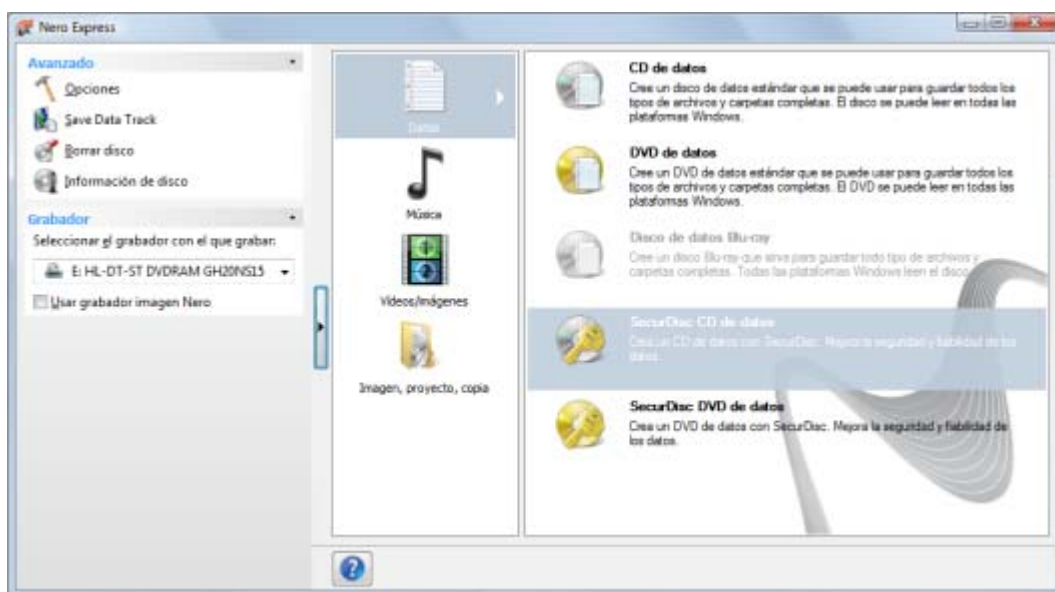 Nero Express
Avanzado
Opciones
Save Data Track
Borrar disco
Información de disco
Grabador
Seleccionar el grabador con el que grabar:
E: HL-DT-ST DVDRAM GH20NS15
Usar grabador imagen Nero
Datos
Música
Vídeos/imágenes
Imagen, proyecto, copia
CD de datos
Cree un disco de datos estándar que se puede usar para guardar todos los
tipos de archivos y carpetas completas. El disco se puede leer en todas las
plataformas Windows.
DVD de datos
Cree un DVD de datos estándar que se puede usar para guardar todos los
tipos de archivos y carpetas completas. El DVD se puede leer en todas las
plataformas Windows.
Disco de datos Blu-ray
Cree un disco Blu-ray que sirva para guardar todo tipo de archivos y
carpetas completas. Todas las plataformas Windows leen el disco.
SecurDisc CD de datos
Crea un CD de datos con SecurDisc. Mejora la seguridad y fiabilidad de los
datos.
SecurDisc DVD de datos
Crea un DVD de datos con SecurDisc. Mejora la seguridad y fiabilidad de
los datos.